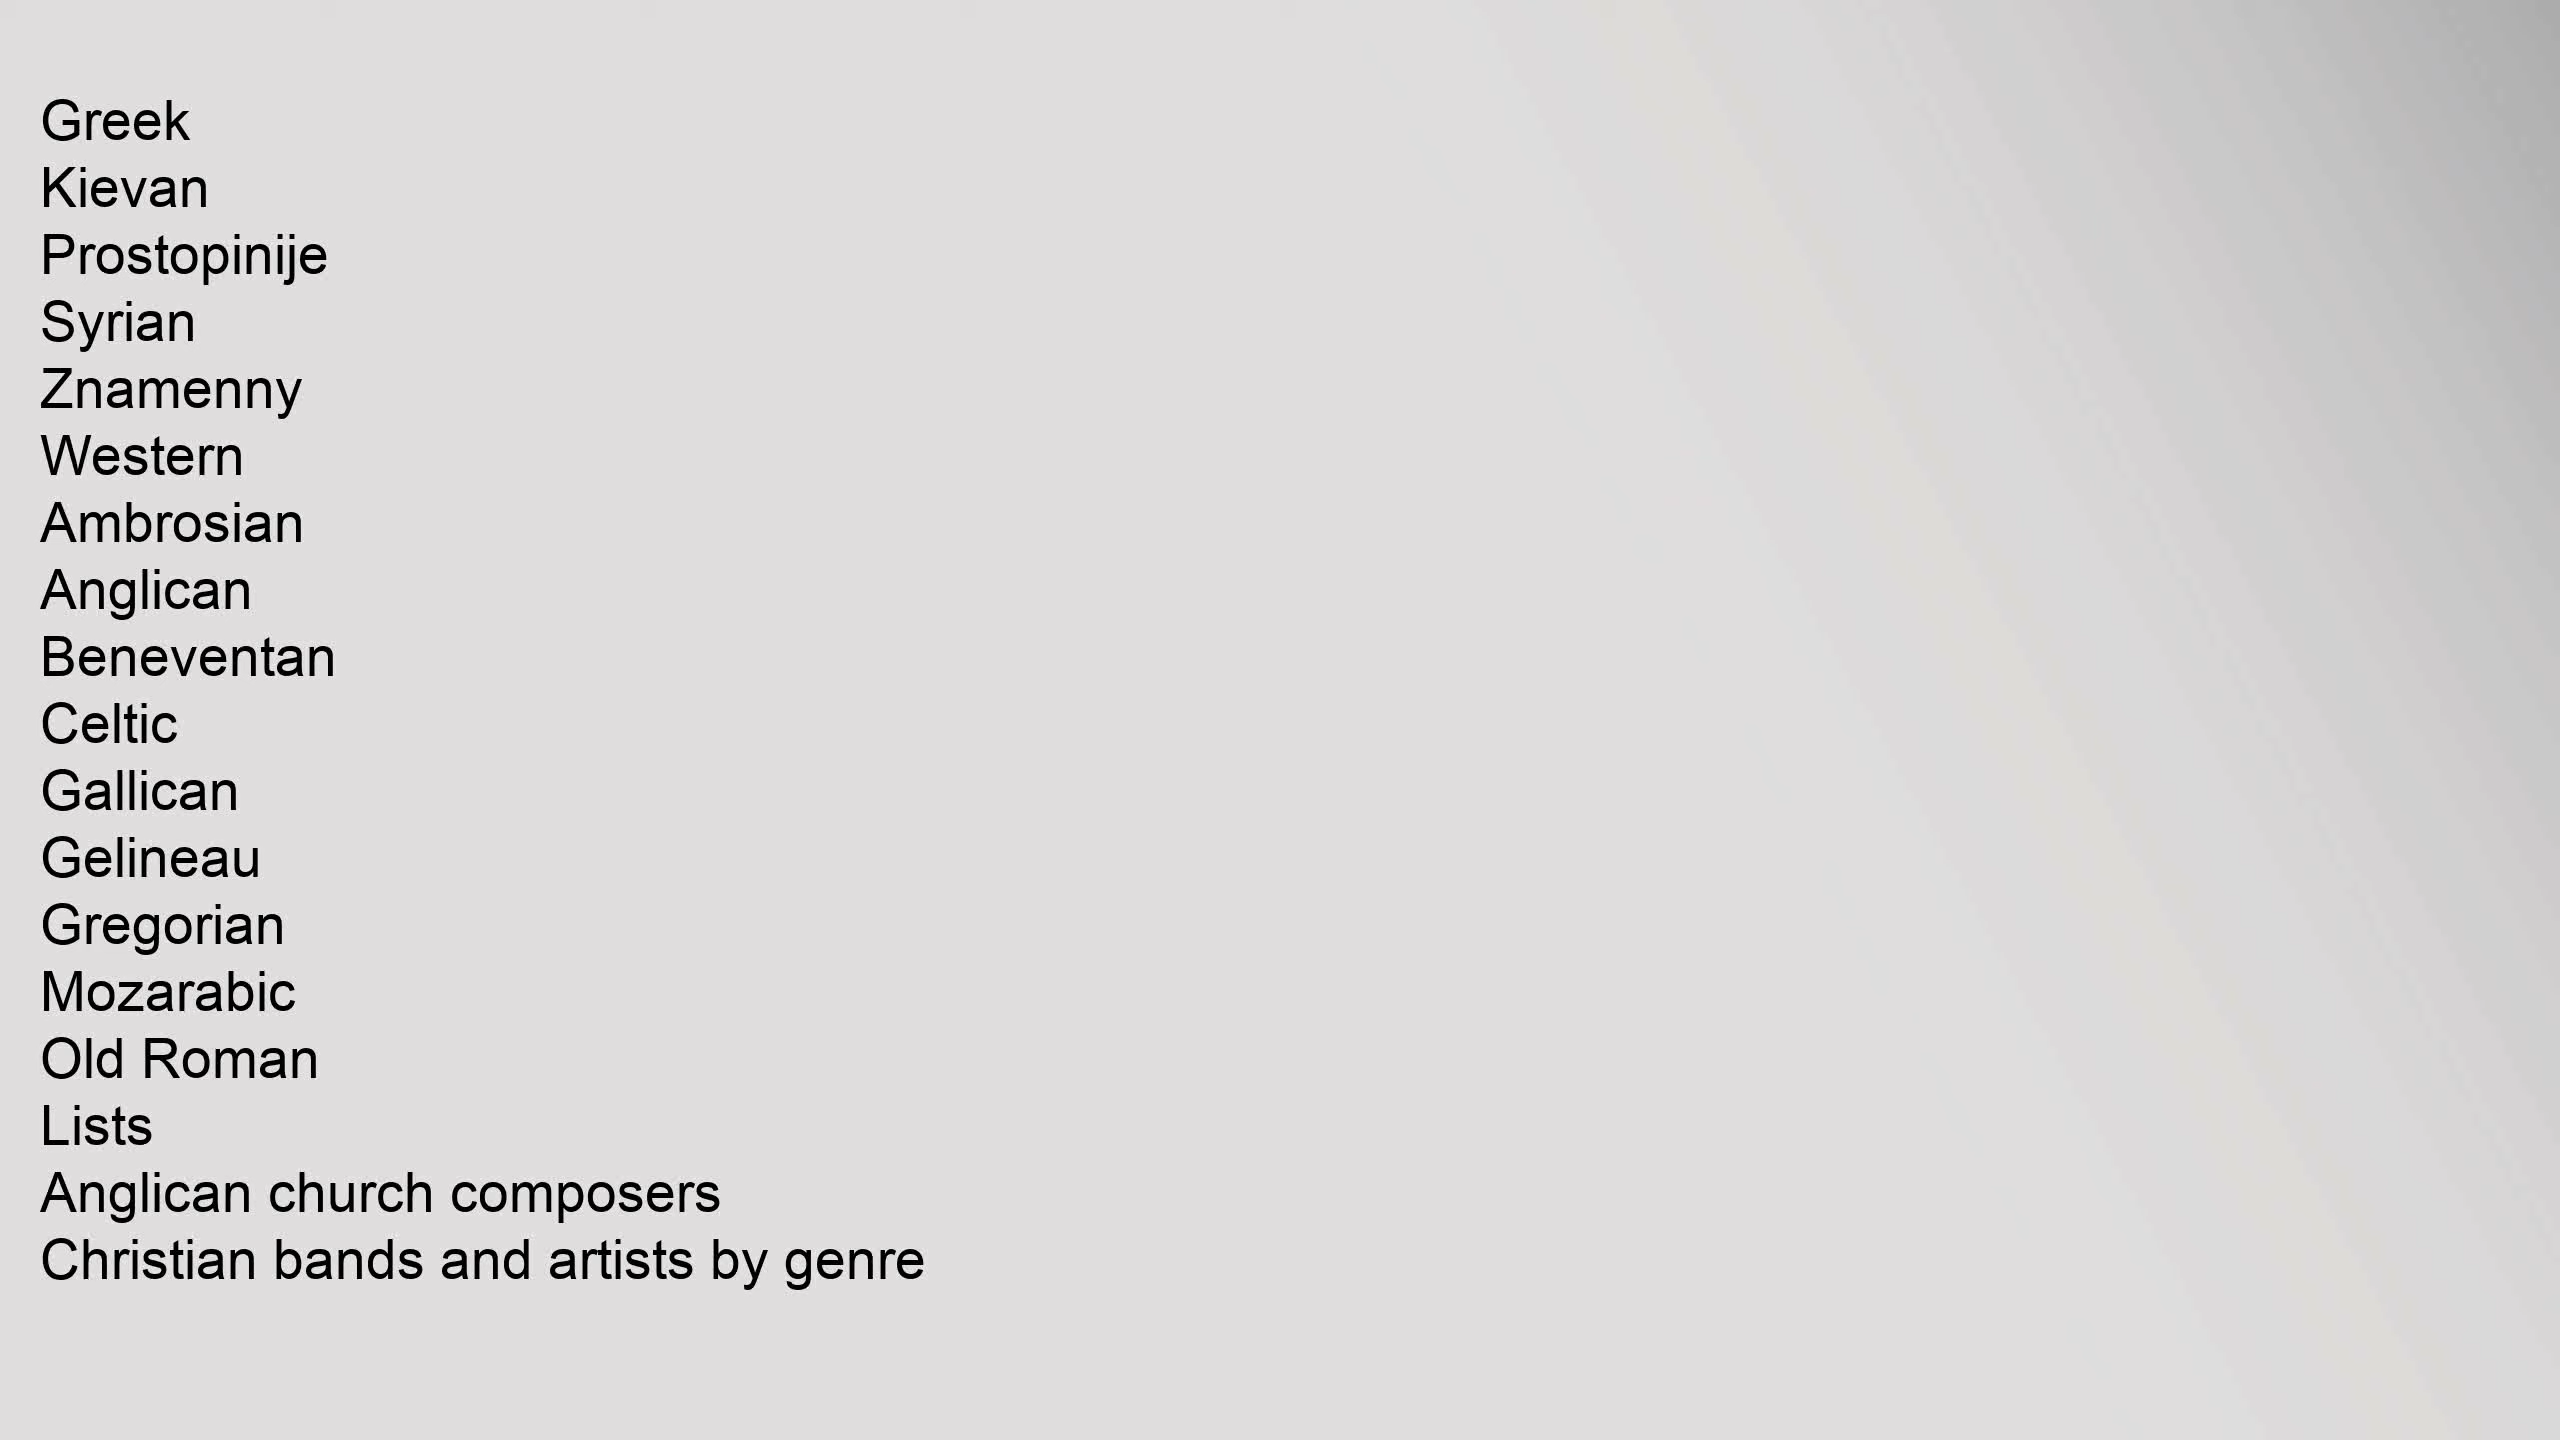 Greek
Kievan
Prostopinije
Syrian
Znamenny
Western
Ambrosian
Anglican
Beneventan
Celtic
Gallican
Gelineau
Gregorian
Mozarabic
Old Roman
Lists
Anglican church composers
Christian bands and artists by genre